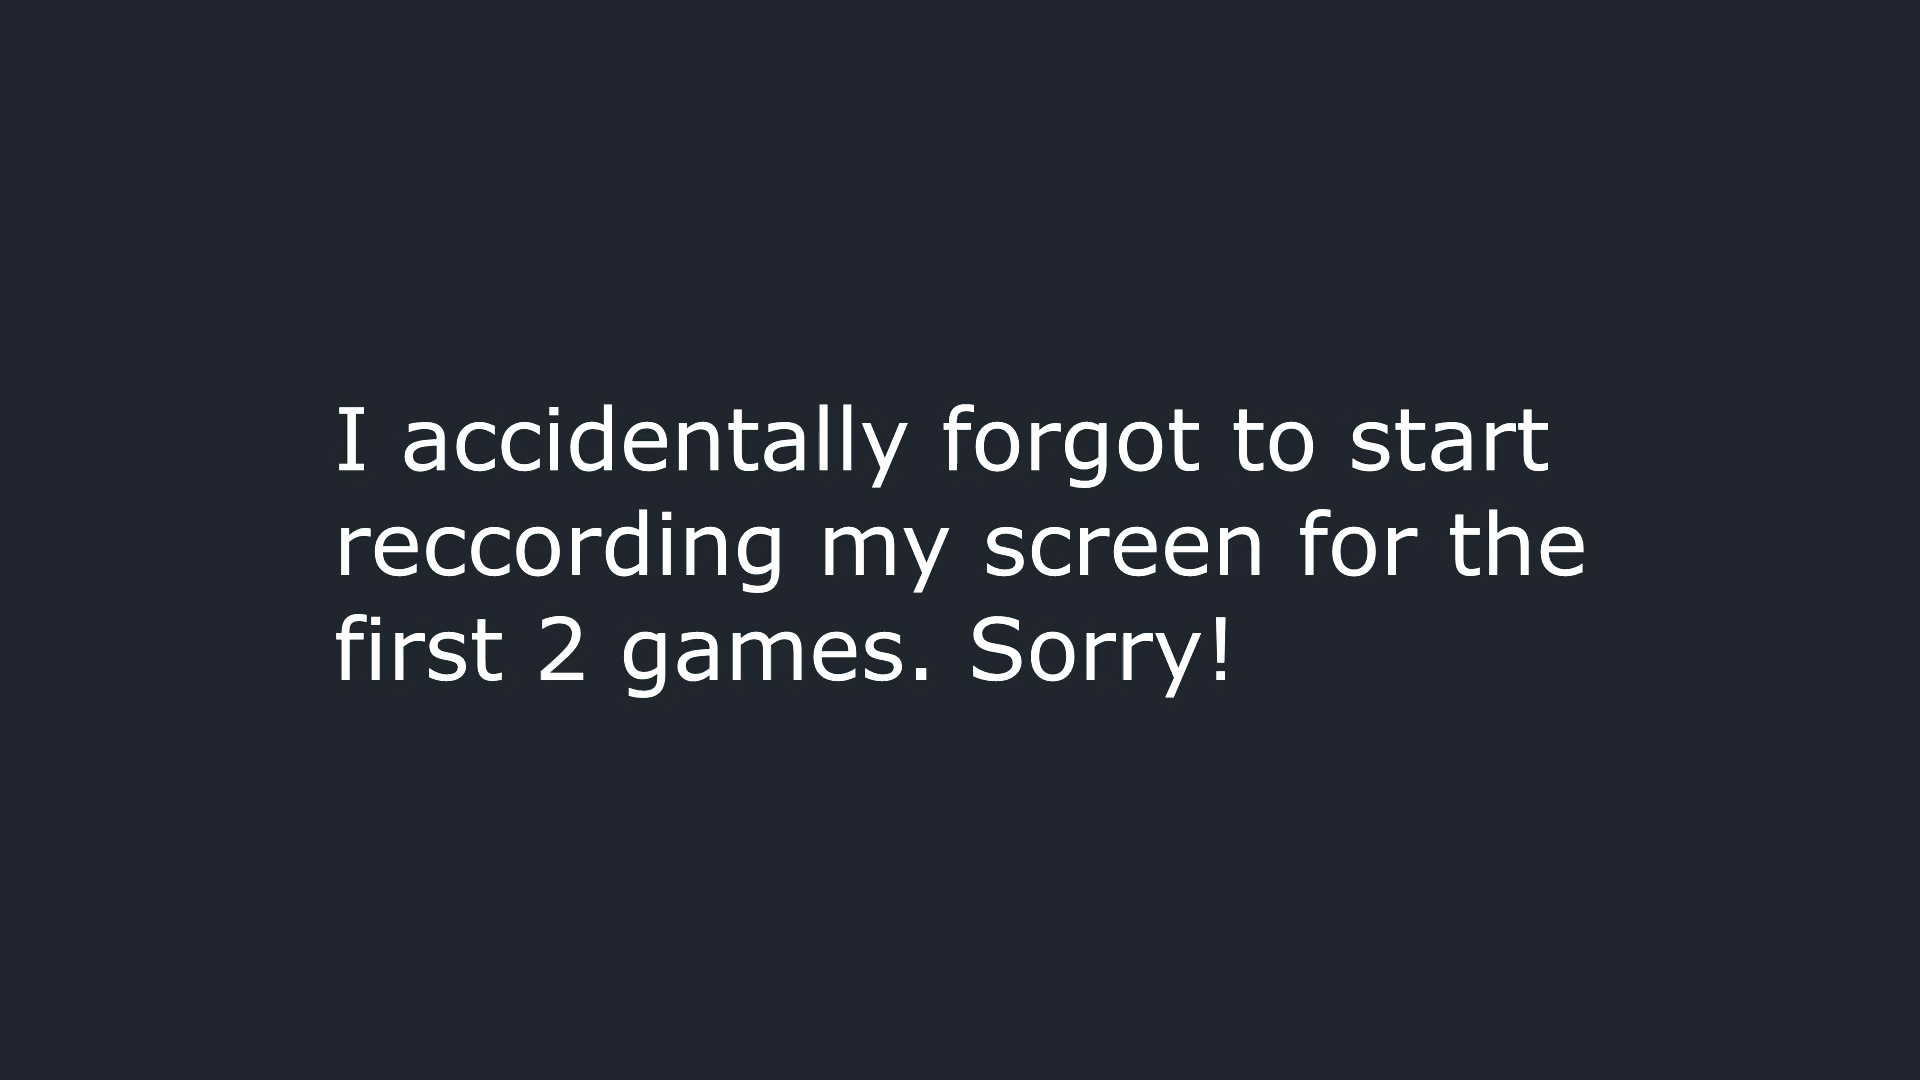 I accidentally forgot to start
reccording my screen for the
first 2 games. Sorry!